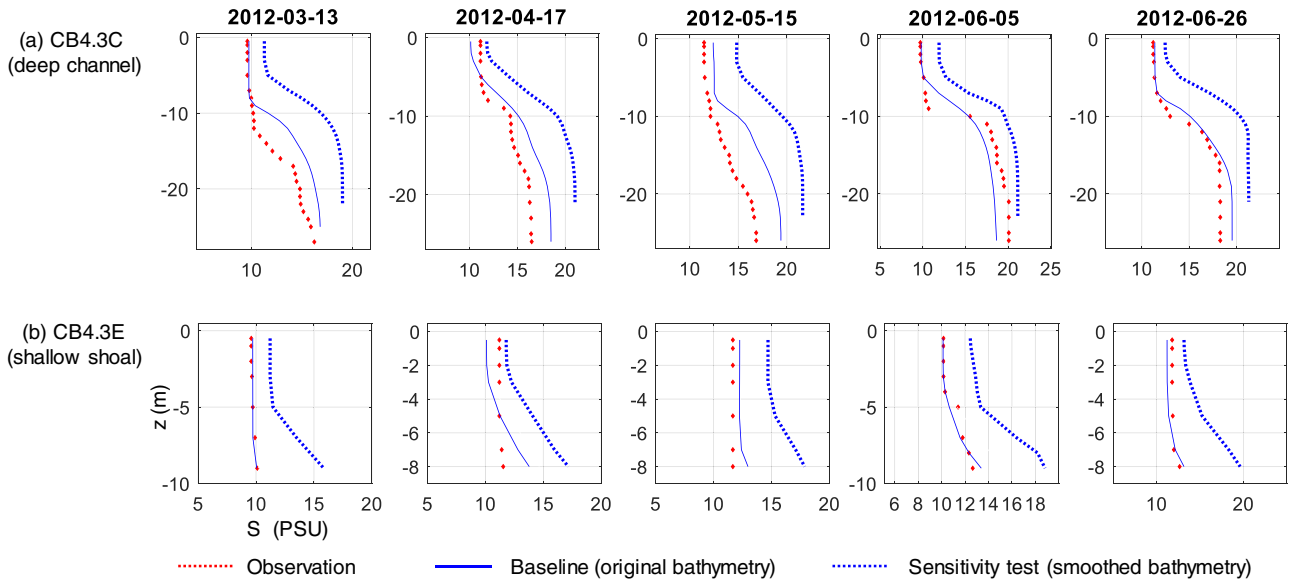 2012-03-13 2012-04-17 2012-05-15 2012-06-05 2012-06-26
(a) CB4.3C
(deep channel)
0 0 0 0 0
-10 -10 -10 -10 -10
-20 -20 -20 -20 -20
10 20 10 15 20 10 15 20 5 10 15 20 25 10 15 20
(b) CB4.3E
(shallow shoal)
z (m)
0 -5 -10
0 -2 -4 -6 -8
0 -2 -4 -6 -8
0 -5 -10
0 -2 -4 -6 -8
5 10 15 20 5 10 15 20 5 10 15 20 6 8 10 12 14 16 18 10 20
S (PSU)
Observation Baseline (original bathymetry) Sensitivity test (smoothed bathymetry)